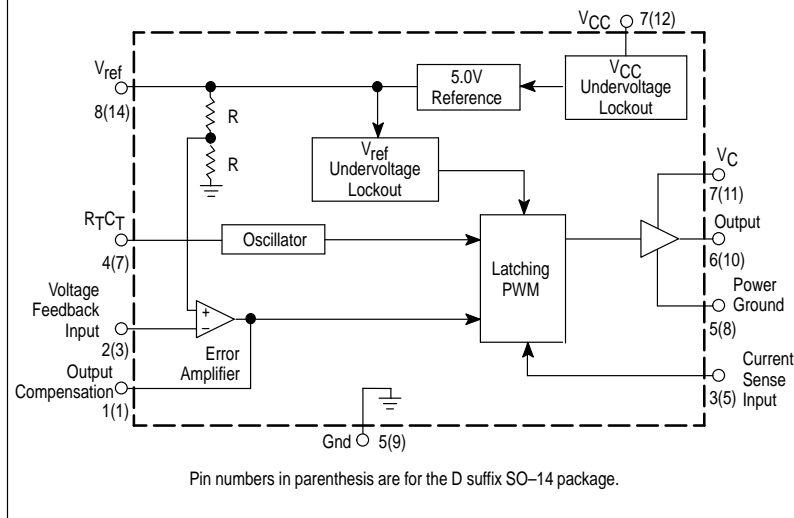 VCC 7(12)
Vref
8(14)
R
R
5.0V
Reference
VCC
Undervoltage
Lockout
Vref
Undervoltage
Lockout
VC
7(11)
RTCT
4(7)
Oscillator
Latching
PWM
Output
6(10)
Voltage
Feedback
Input
2(3)
+
–
Error
Amplifier
Power
Ground
5(8)
Output
Compensation
1(1)
Current
Sense
Input
3(5)
Gnd 5(9)
Pin numbers in parenthesis are for the D suffix SO–14 package.